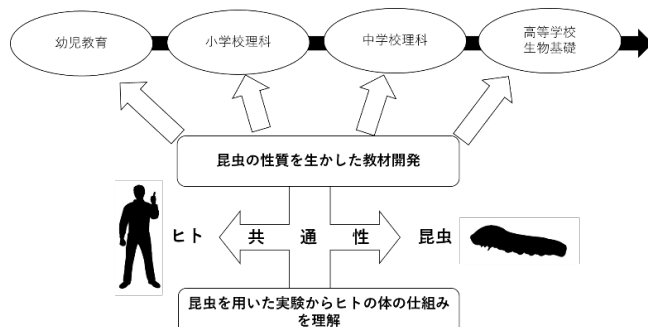 幼児教育
小学校理科
中学校理科
高等学校
生物基礎
昆虫の性質を生かした教材開発
ヒト
共通性
昆虫
昆虫を用いた実験からヒトの体の仕組み
を理解